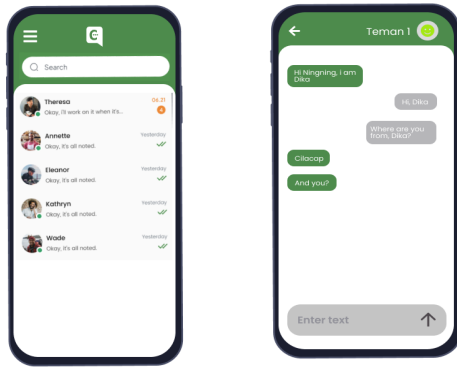 Search
Theresa
04:31
Okay, I'll work on it when it's..
4
Annette
Yesterday
Okay, it's all noted.
Eleanor
Yesterday
Okay, it's all noted.
Kathryn
Yesterday
Okay, it's all noted.
Wade
Yesterday
Okay, it's all noted.
Teman 1
Hi Ningning, i am
Dika
Hi, Dika
Where are you
from, Dika?
Cilacap
And you?
Enter text